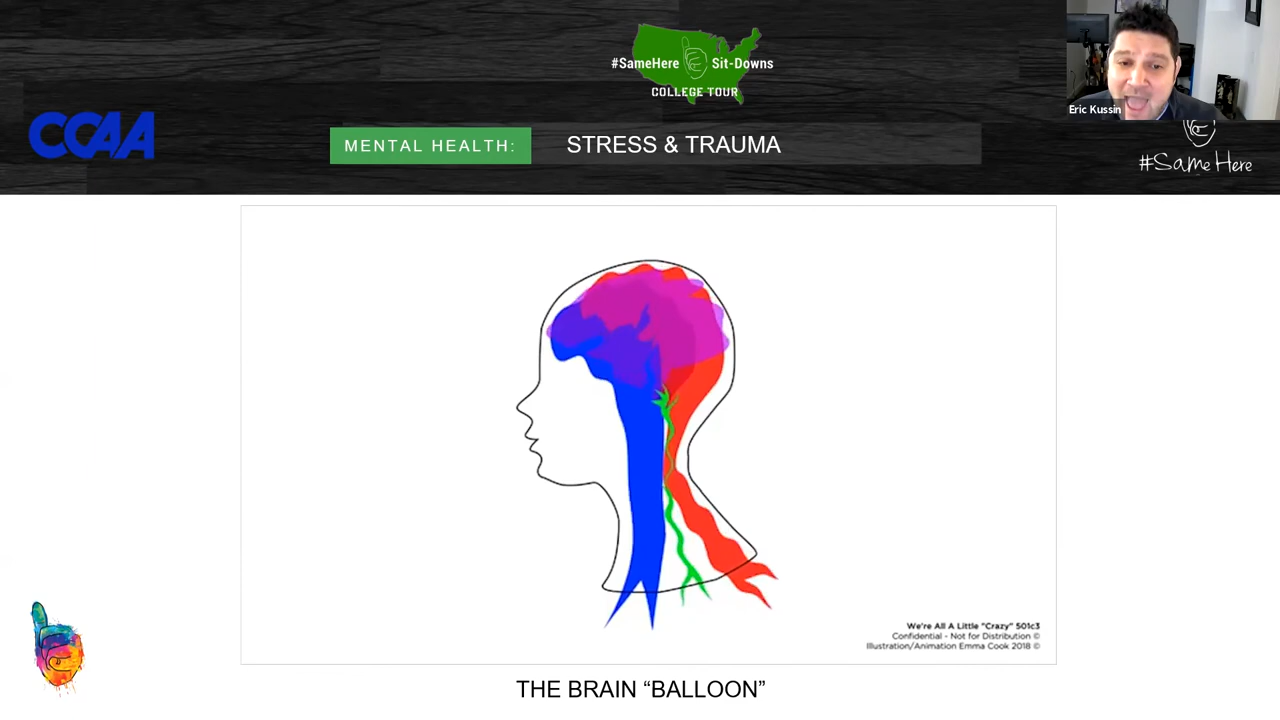 #SameHere Sit-Downs
COLLEGE TOUR
Eric Kussin
CCAA
MENTAL HEALTH: STRESS & TRAUMA
#SameHere
We're All A Little "Crazy" 501c3
Confidential - Not for Distribution ©
Illustration/Animation Emma Cook 2018 ©
THE BRAIN “BALLOON”